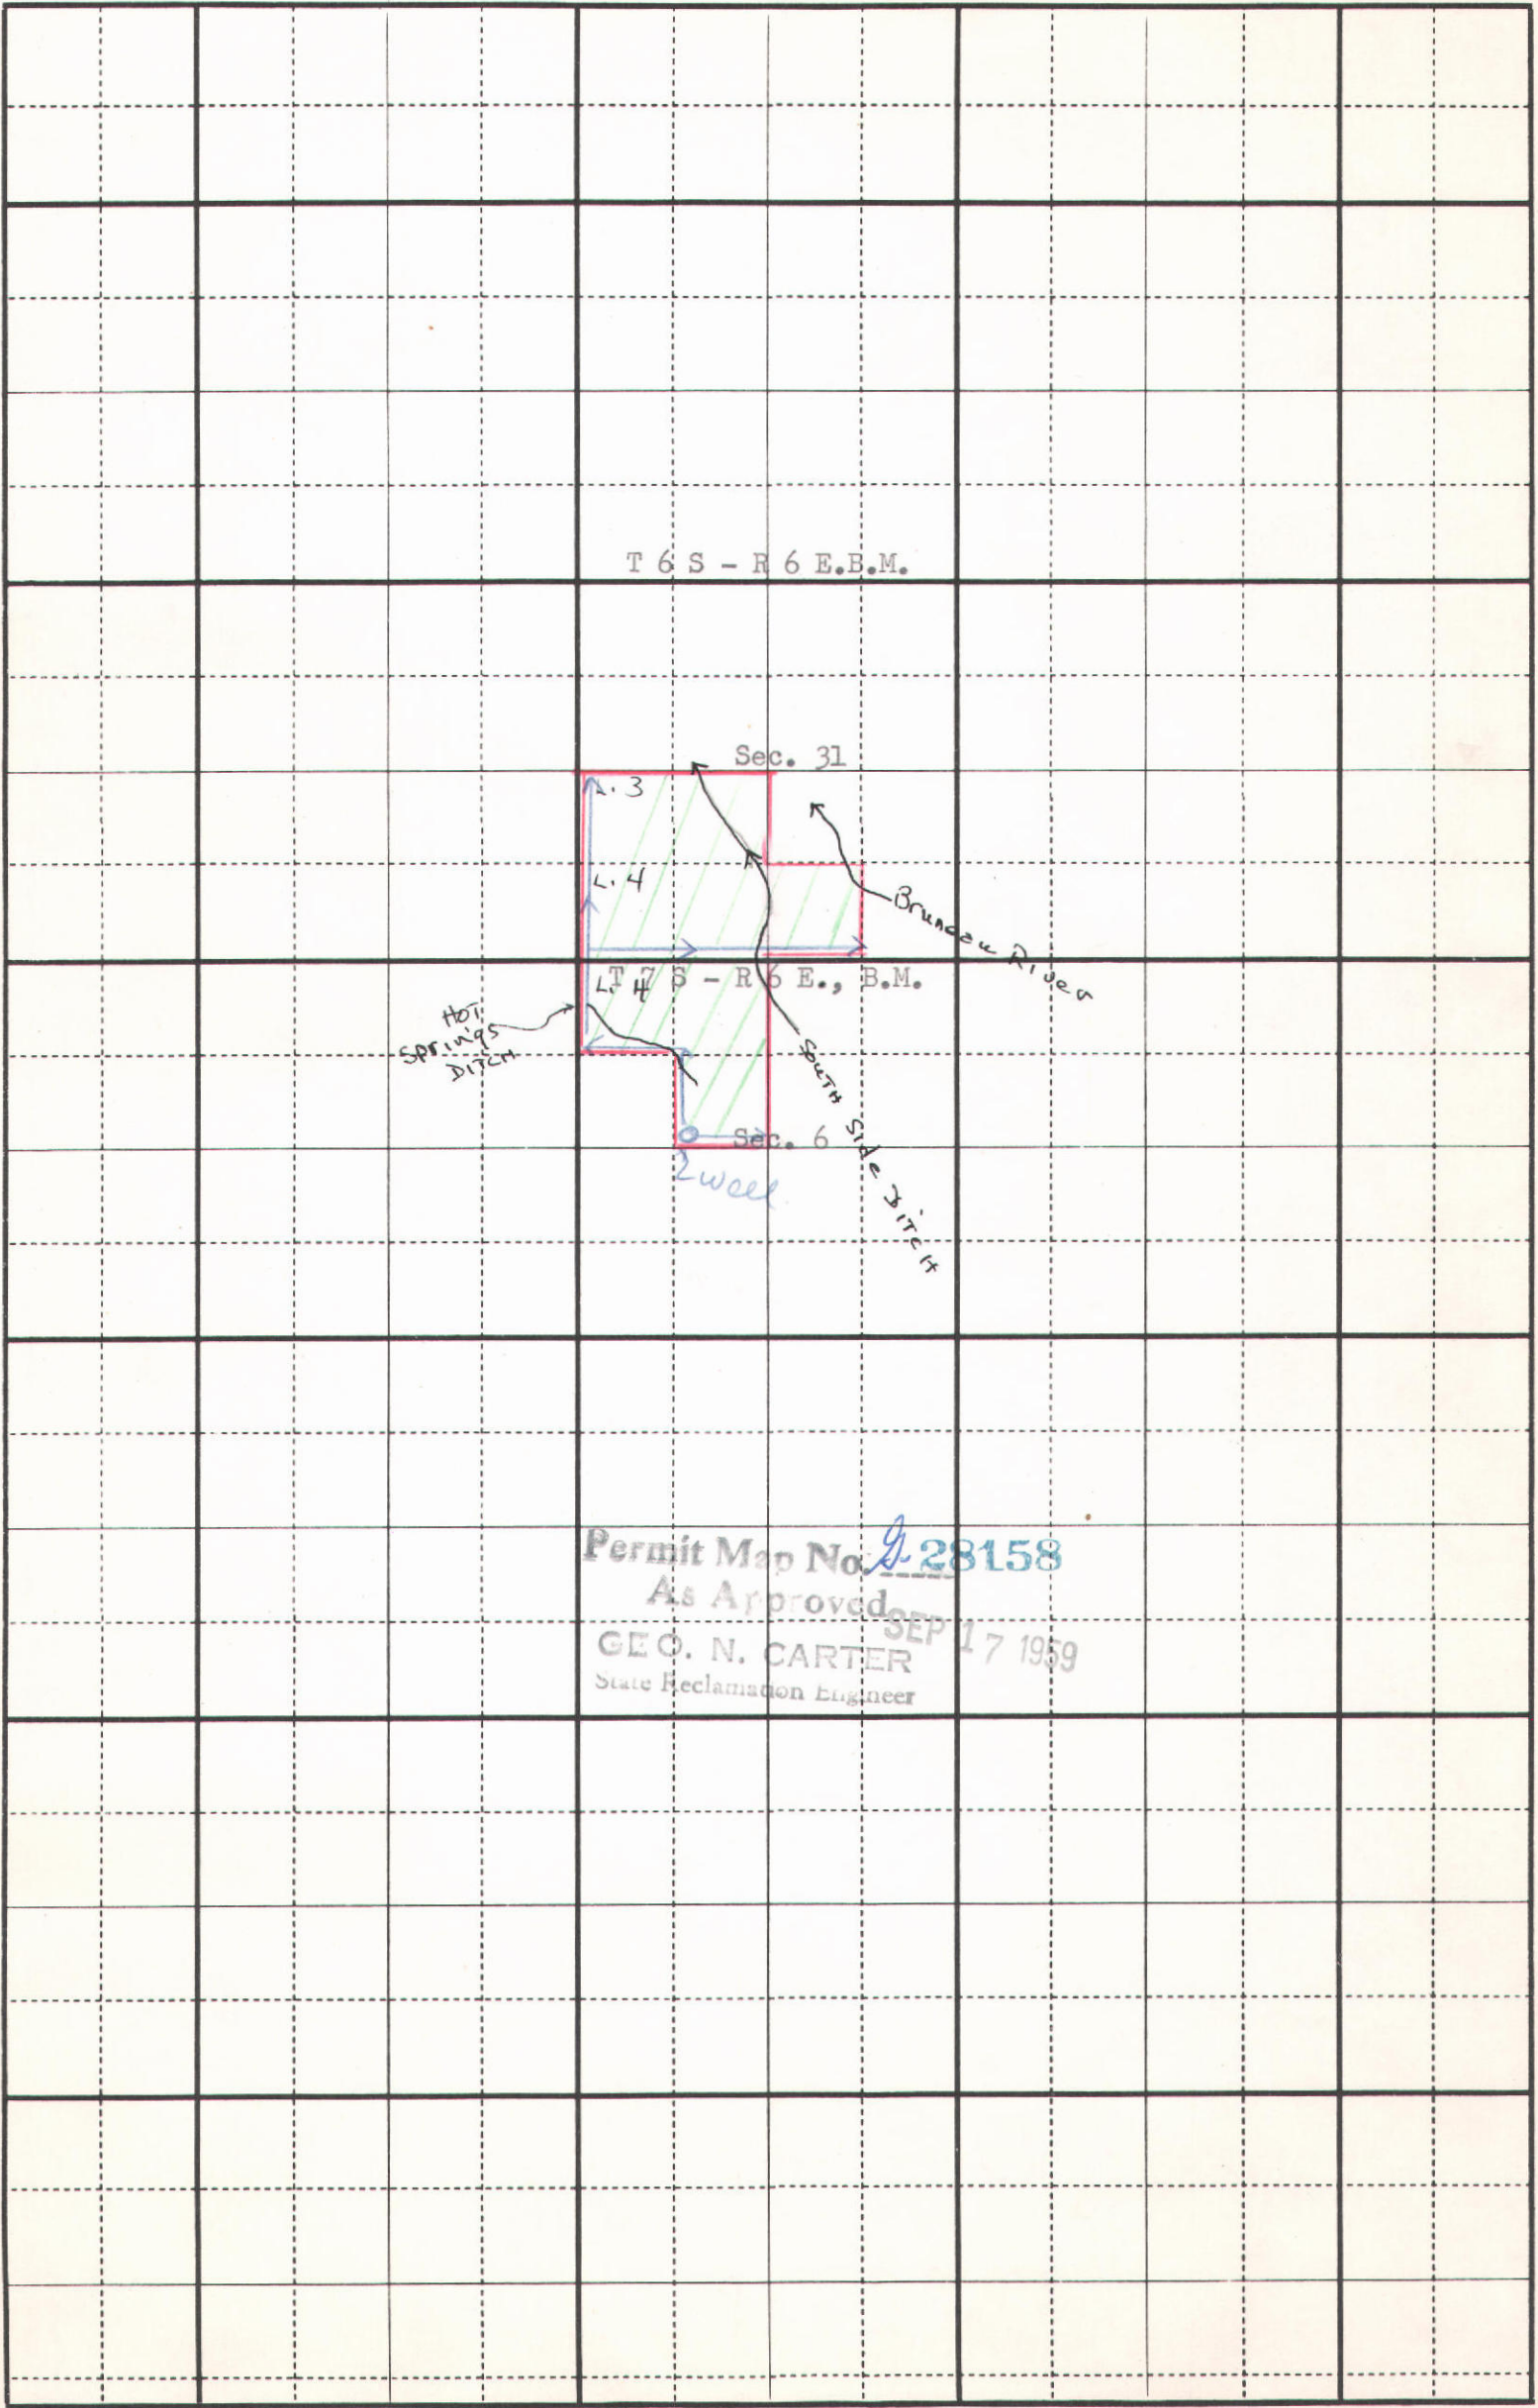 T 6 S - R 6 E.B.M.
Sec. 31
L. 3
L. 4
Bruneau River
T 7 S - R 6 E., B.M.
L. 4
HOT
Springs
DITCH
SOUTH Side DITCH
Sec. 6
2 well
Permit Map No. G-28158
As Approved SEP 17 1959
GEO. N. CARTER
State Reclamation Engineer